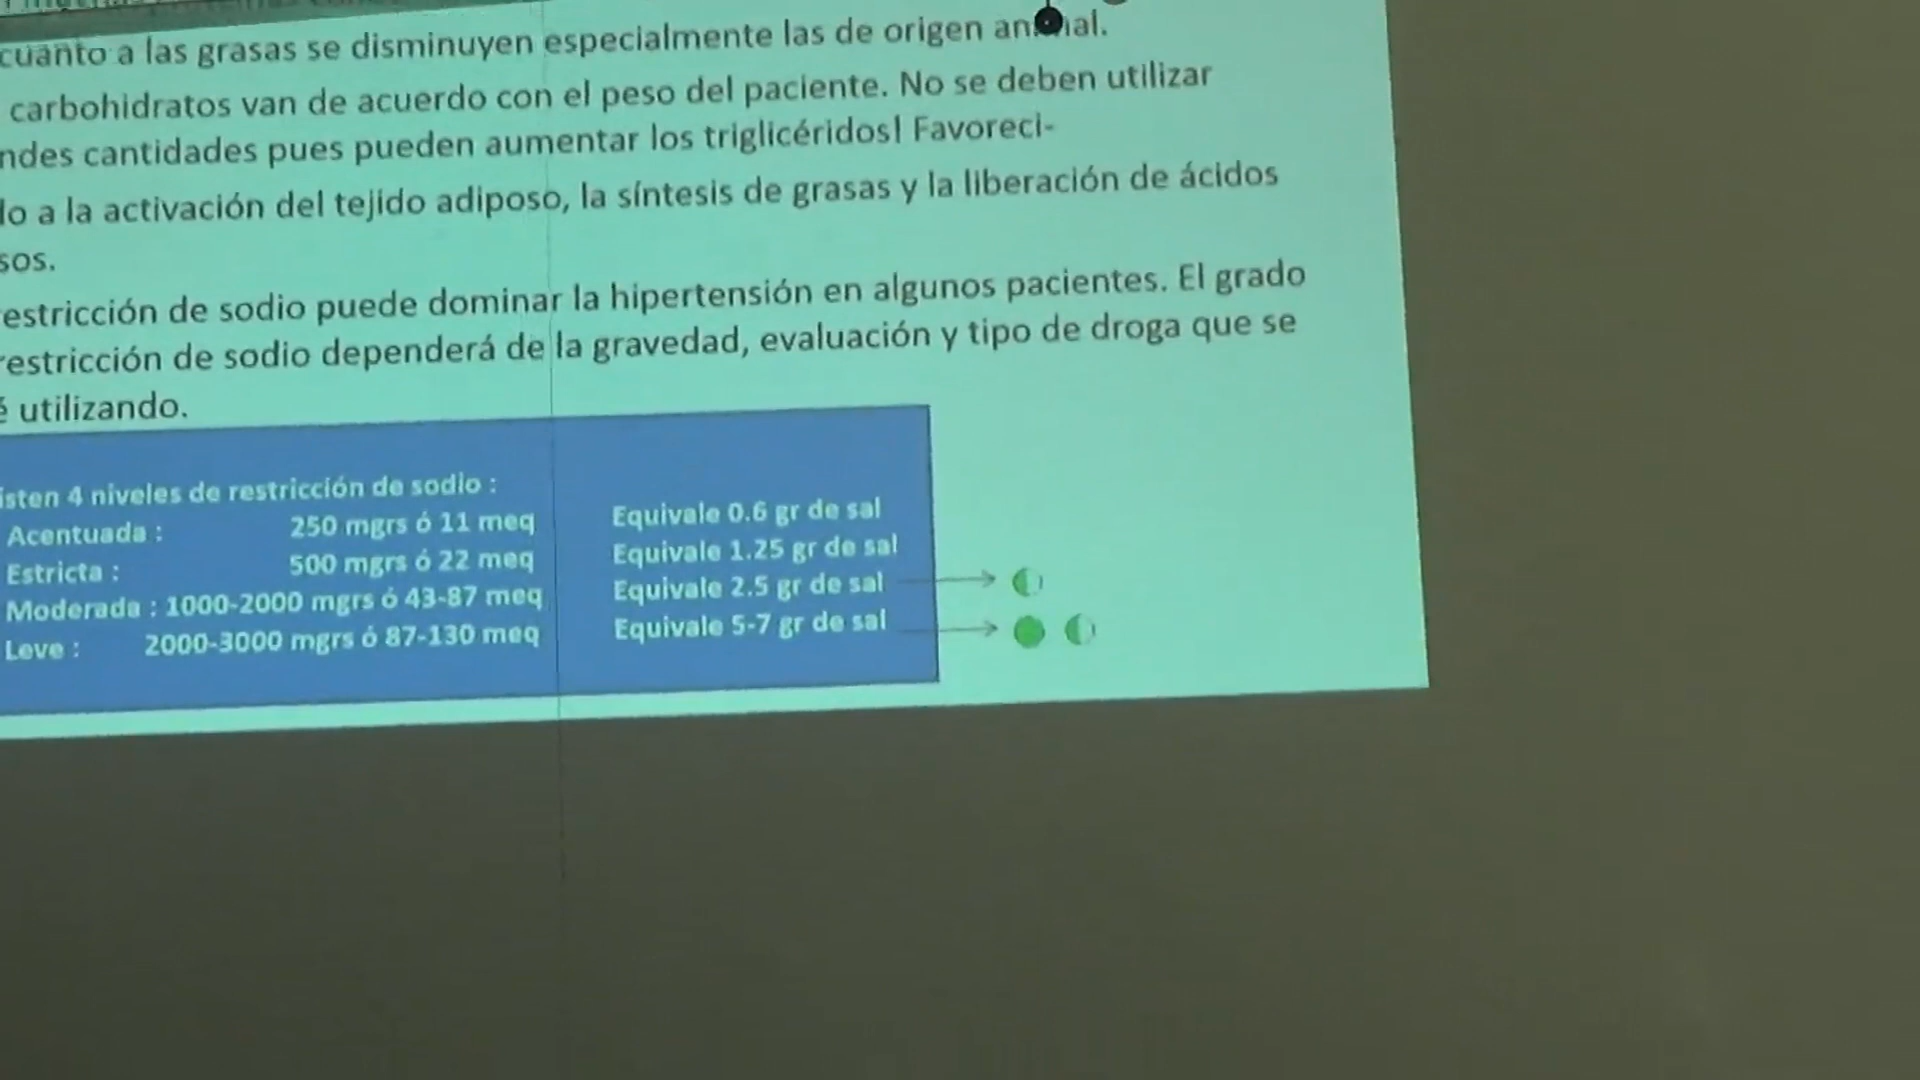 cuanto a las grasas se disminuyen especialmente las de origen
carbohidratos van de acuerdo con el peso del paciente. No se deben utilizar
ndes cantidades pues pueden aumentar los triglicéridos! Favoreci-
do a la activación del tejido adiposo, la síntesis de grasas y la liberación de ácidos
sos.
restricción de sodio puede dominar la hipertensión en algunos pacientes. El grado
restricción de sodio dependerá de la gravedad, evaluación y tipo de droga que se
é utilizando.
isten 4 niveles de restricción de sodio :
Acentuada : 250 mgrs ó 11 meq Equivale 0.6 gr de sal
Estricta : 500 mgrs ó 22 meq Equivale 1.25 gr de sal
Moderada : 1000-2000 mgrs ó 43-87 meq Equivale 2.5 gr de sal
Leve : 2000-3000 mgrs ó 87-130 meq Equivale 5-7 gr de sal